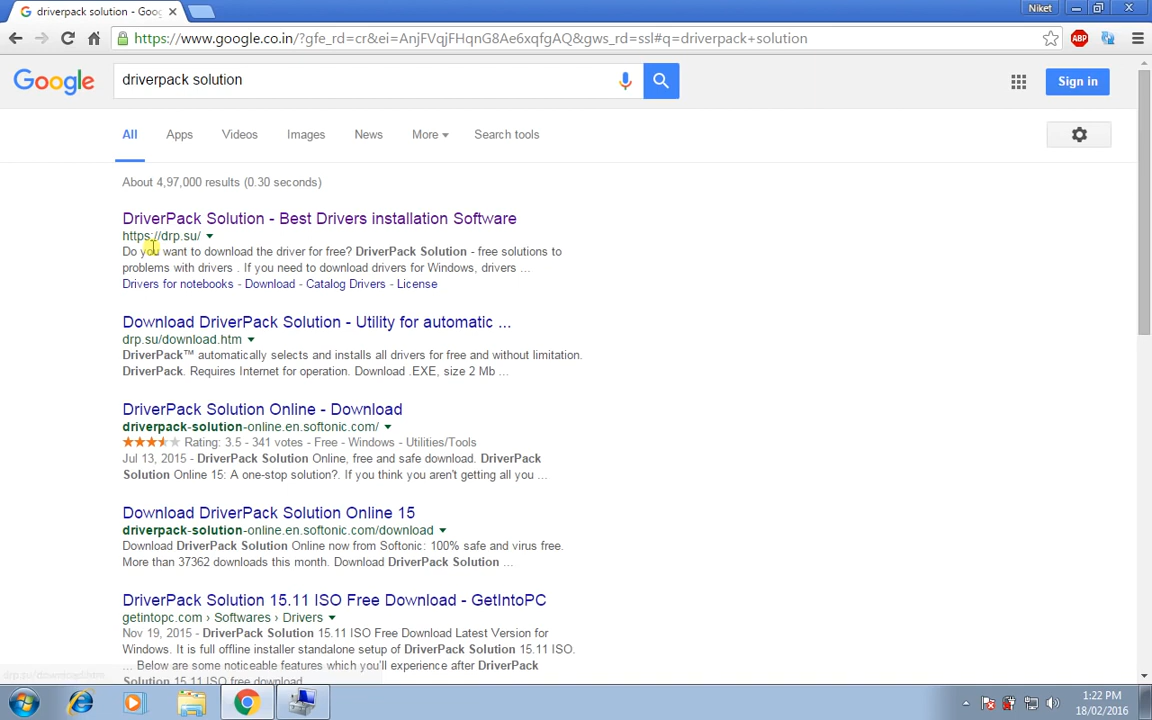 driverpack solution - Goo
Niket
https://www.google.co.in/?gfe_rd=cr&ei=AnjFVqjFHqnG8Ae6xqfgAQ&gws_rd=ssl#q=driverpack+solution
ABP
Google
driverpack solution
Sign in
All Apps Videos Images News More Search tools
About 4,97,000 results (0.30 seconds)
DriverPack Solution - Best Drivers installation Software
https://drp.su/
Do you want to download the driver for free? DriverPack Solution - free solutions to
problems with drivers . If you need to download drivers for Windows, drivers ...
Drivers for notebooks - Download - Catalog Drivers - License
Download DriverPack Solution - Utility for automatic ...
drp.su/download.htm
DriverPack™ automatically selects and installs all drivers for free and without limitation.
DriverPack. Requires Internet for operation. Download .EXE, size 2 Mb ...
DriverPack Solution Online - Download
driverpack-solution-online.en.softonic.com/
Rating: 3.5 - 341 votes - Free - Windows - Utilities/Tools
Jul 13, 2015 - DriverPack Solution Online, free and safe download. DriverPack
Solution Online 15: A one-stop solution?. If you think you aren't getting all you ...
Download DriverPack Solution Online 15
driverpack-solution-online.en.softonic.com/download
Download DriverPack Solution Online now from Softonic: 100% safe and virus free.
More than 37362 downloads this month. Download DriverPack Solution ...
DriverPack Solution 15.11 ISO Free Download - GetIntoPC
getintopc.com › Softwares › Drivers
Nov 19, 2015 - DriverPack Solution 15.11 ISO Free Download Latest Version for
Windows. It is full offline installer standalone setup of DriverPack Solution 15.11 ISO.
... Below are some noticeable features which you'll experience after DriverPack
Solution 15.11 ISO free download
drp.su/download.htm
1:22 PM
18/02/2016